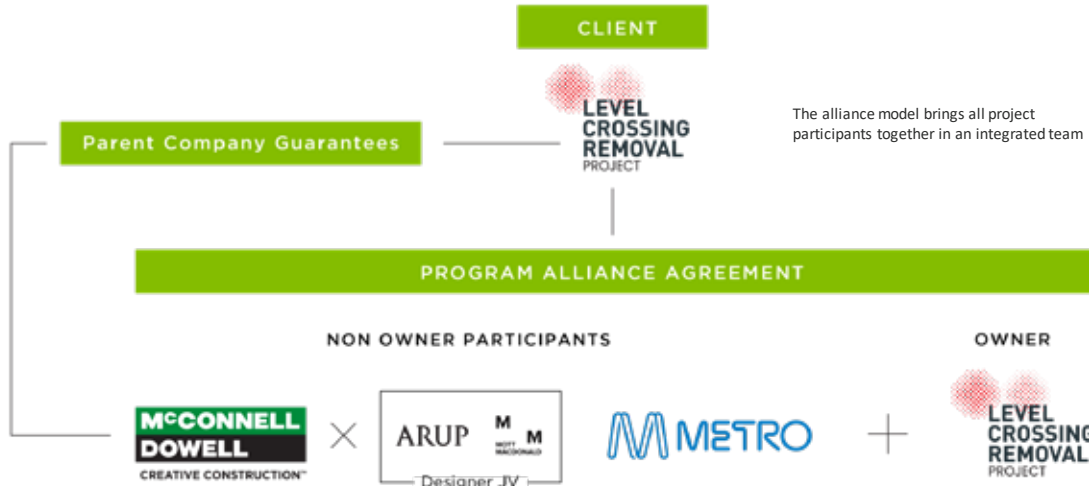 CLIENT
LEVEL
CROSSING
REMOVAL
PROJECT
The alliance model brings all project
participants together in an integrated team
Parent Company Guarantees
PROGRAM ALLIANCE AGREEMENT
NON OWNER PARTICIPANTS
OWNER
McCONNELL
DOWELL
CREATIVE CONSTRUCTION™
ARUP
M
M
MOTT
MACDONALD
Designer JV
METRO
LEVEL
CROSSING
REMOVAL
PROJECT